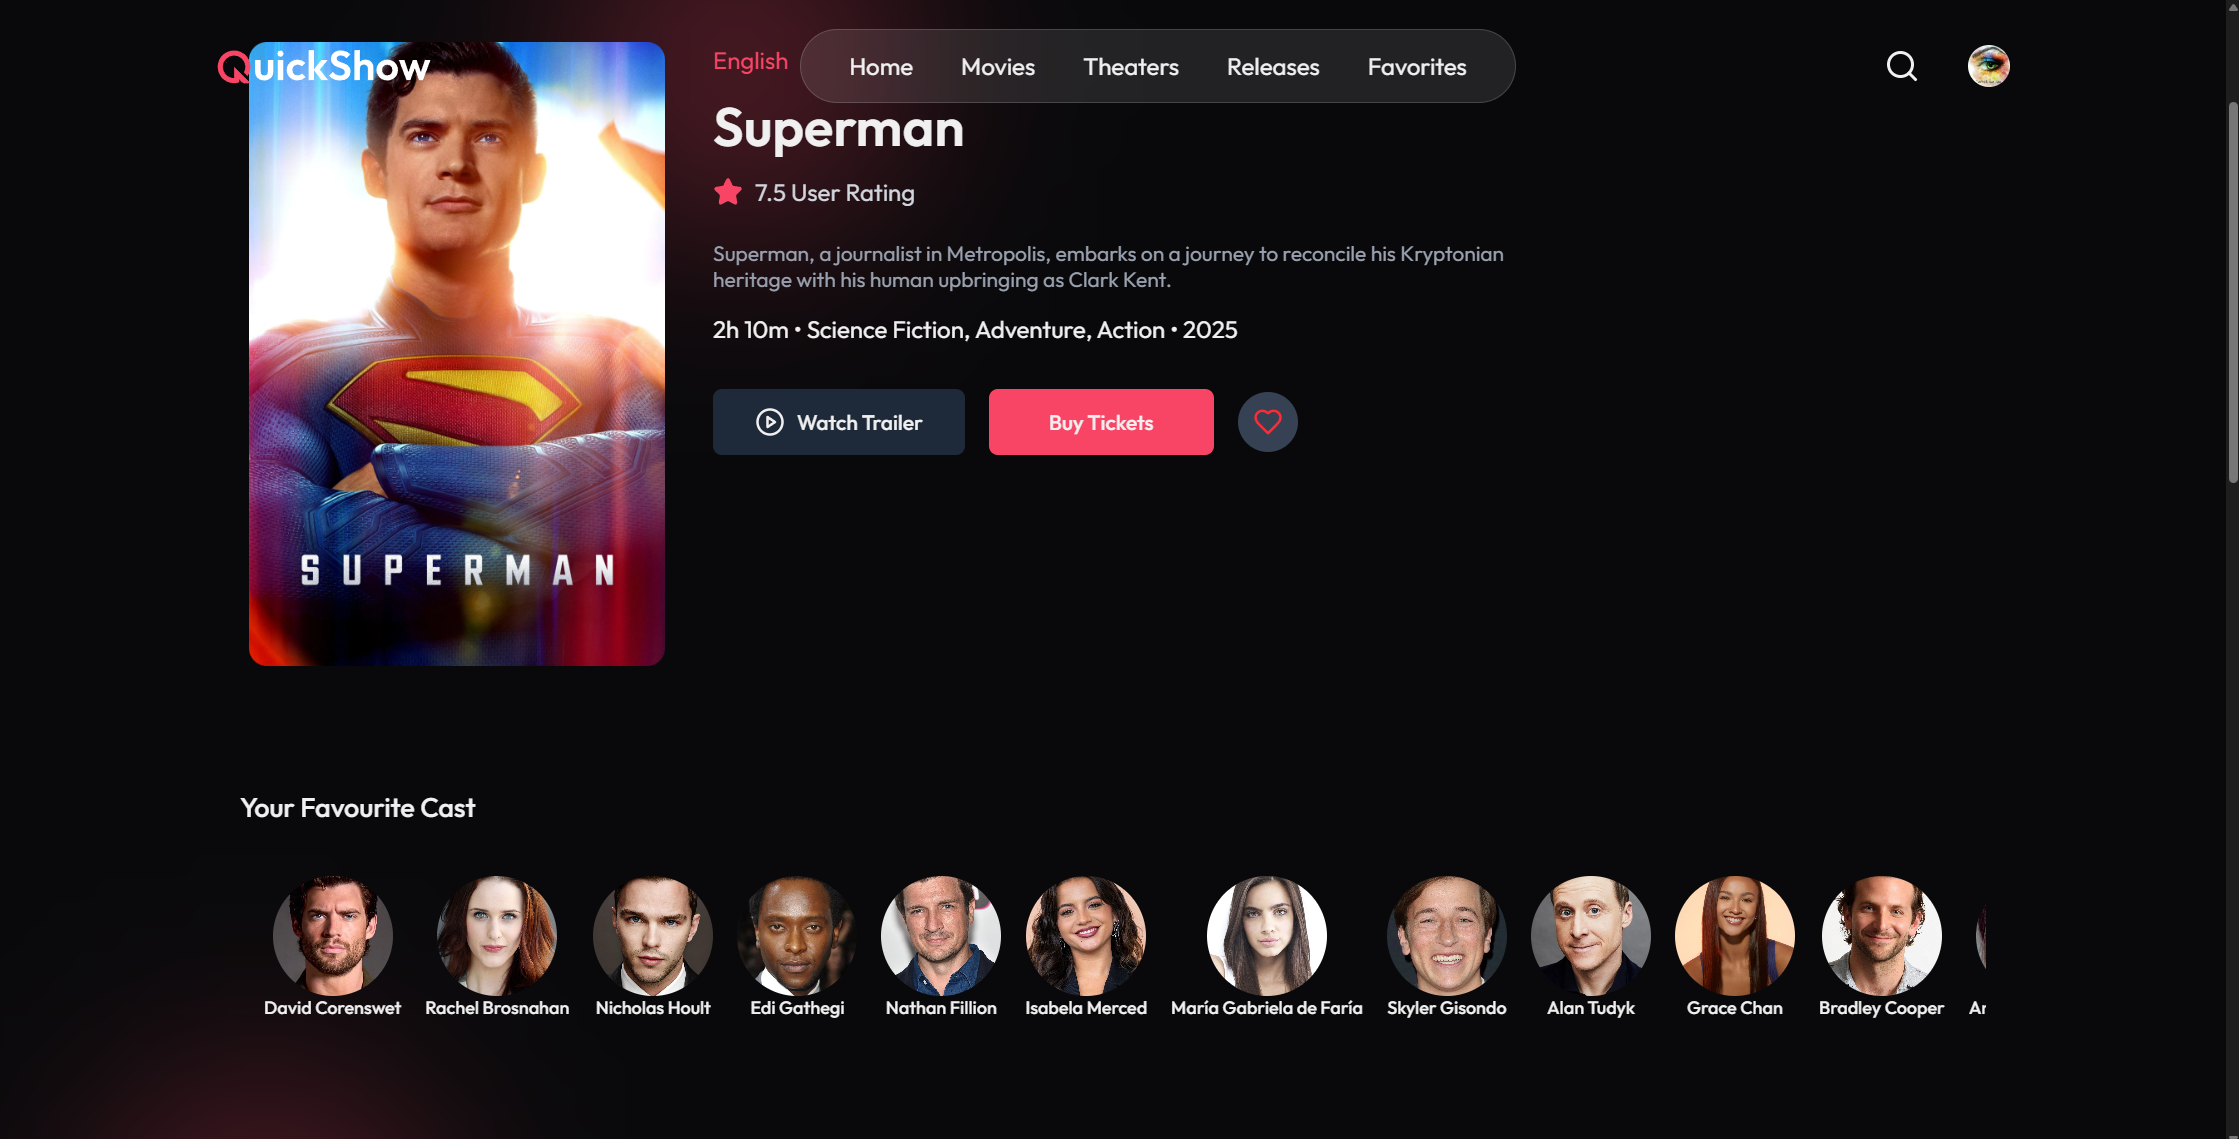 QuickShow
Home Movies Theaters Releases Favorites
English
Superman
7.5 User Rating
Superman, a journalist in Metropolis, embarks on a journey to reconcile his Kryptonian
heritage with his human upbringing as Clark Kent.
2h 10m • Science Fiction, Adventure, Action • 2025
Watch Trailer
Buy Tickets
SUPERMAN
Your Favourite Cast
David Corenswet
Rachel Brosnahan
Nicholas Hoult
Edi Gathegi
Nathan Fillion
Isabela Merced
María Gabriela de Faría
Skyler Gisondo
Alan Tudyk
Grace Chan
Bradley Cooper